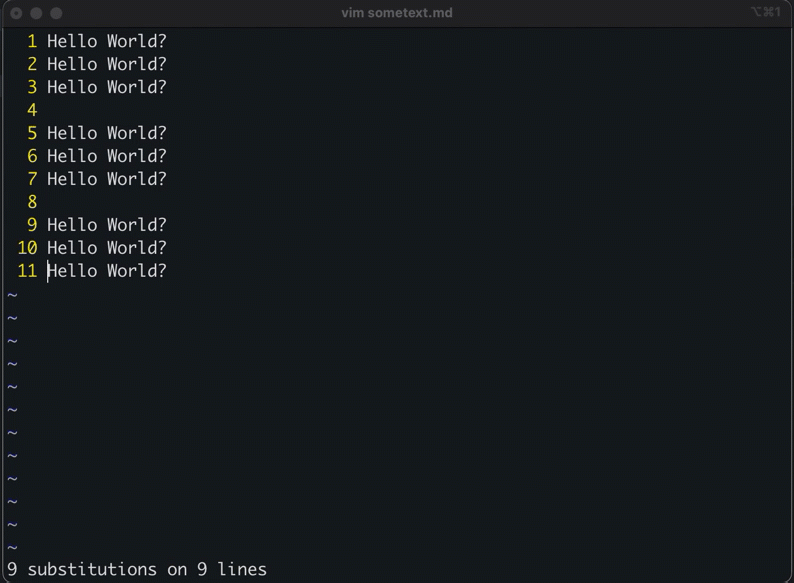 vim sometext.md
⌥⌘1
1 Hello World?
2 Hello World?
3 Hello World?
4
5 Hello World?
6 Hello World?
7 Hello World?
8
9 Hello World?
10 Hello World?
11 Hello World?
~
~
~
~
~
~
~
~
~
~
~
~
9 substitutions on 9 lines